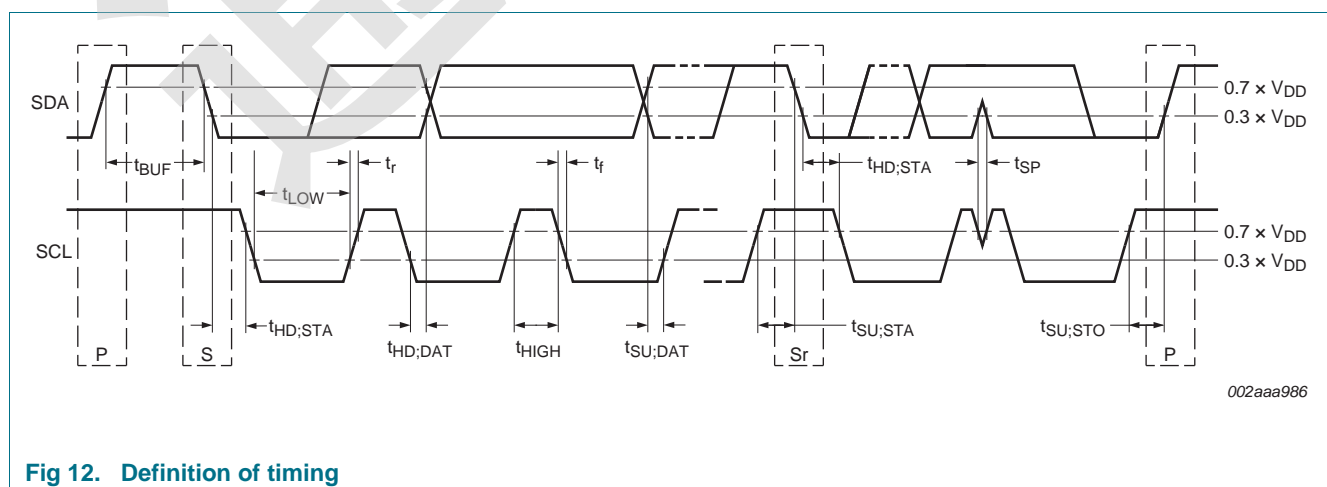 SDA
0.7 × VDD
0.3 × VDD
tBUF
tr
tf
tHD;STA
tSP
tLOW
SCL
0.7 × VDD
0.3 × VDD
tHD;STA
tHD;DAT
tHIGH
tSU;DAT
tSU;STA
tSU;STO
P
S
Sr
P
002aaa986
Fig 12. Definition of timing